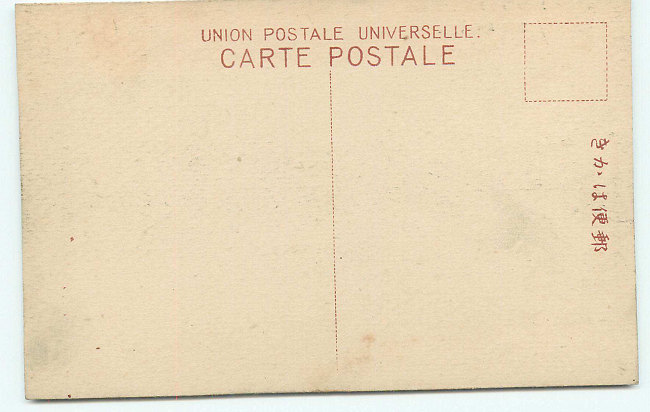 UNION POSTALE UNIVERSELLE.
CARTE POSTALE
郵便はかき